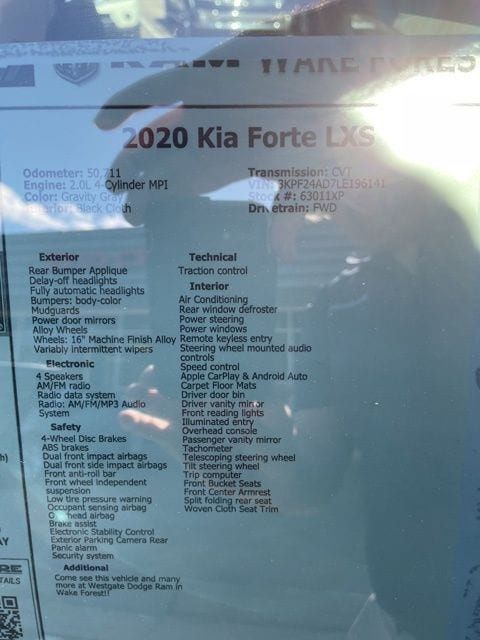 RAM WAKE FORES
2020 Kia Forte LXS
Odometer: 50,711
Engine: 2.0L 4-Cylinder MPI
Color: Gravity Gray
Interior: Black Cloth
Transmission: CVT
VIN: 3KPF24AD7LE196141
Stock #: 63011XP
Drivetrain: FWD
Exterior
Rear Bumper Applique
Delay-off headlights
Fully automatic headlights
Bumpers: body-color
Mudguards
Power door mirrors
Alloy Wheels
Wheels: 16" Machine Finish Alloy
Variably intermittent wipers
Electronic
4 Speakers
AM/FM radio
Radio data system
Radio: AM/FM/MP3 Audio
System
Safety
4-Wheel Disc Brakes
ABS brakes
Dual front impact airbags
Dual front side impact airbags
Front anti-roll bar
Front wheel independent
suspension
Low tire pressure warning
Occupant sensing airbag
Overhead airbag
Brake assist
Electronic Stability Control
Exterior Parking Camera Rear
Panic alarm
Security system
Additional
Come see this vehicle and many
more at Westgate Dodge Ram in
Wake Forest!!
Technical
Traction control
Interior
Air Conditioning
Rear window defroster
Power steering
Power windows
Remote keyless entry
Steering wheel mounted audio
controls
Speed control
Apple CarPlay & Android Auto
Carpet Floor Mats
Driver door bin
Driver vanity mirror
Front reading lights
Illuminated entry
Overhead console
Passenger vanity mirror
Tachometer
Telescoping steering wheel
Tilt steering wheel
Trip computer
Front Bucket Seats
Front Center Armrest
Split folding rear seat
Woven Cloth Seat Trim
h)
AY
RE
TAILS